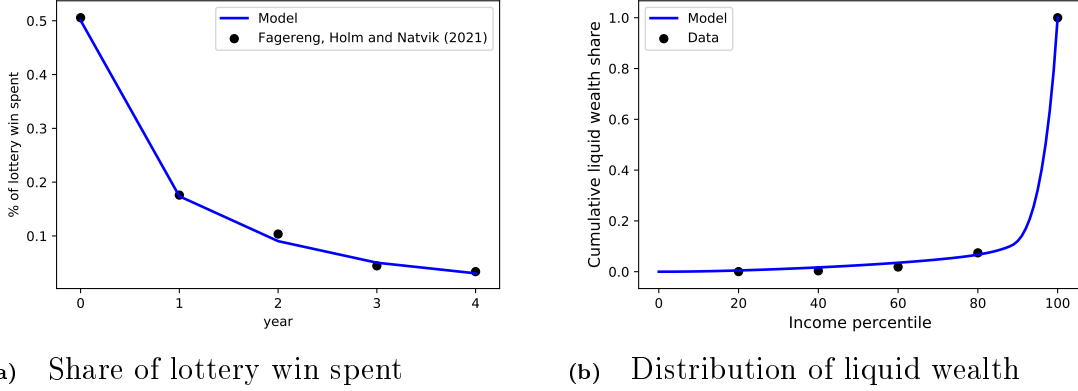 % of lottery win spent
0.5
0.4
0.3
0.2
0.1
Model
Fagereng, Holm and Natvik (2021)
0 1 2 3 4
year
a) Share of lottery win spent
Cumulative liquid wealth share
1.0
0.8
0.6
0.4
0.2
0.0
Model
Data
0 20 40 60 80 100
Income percentile
(b) Distribution of liquid wealth